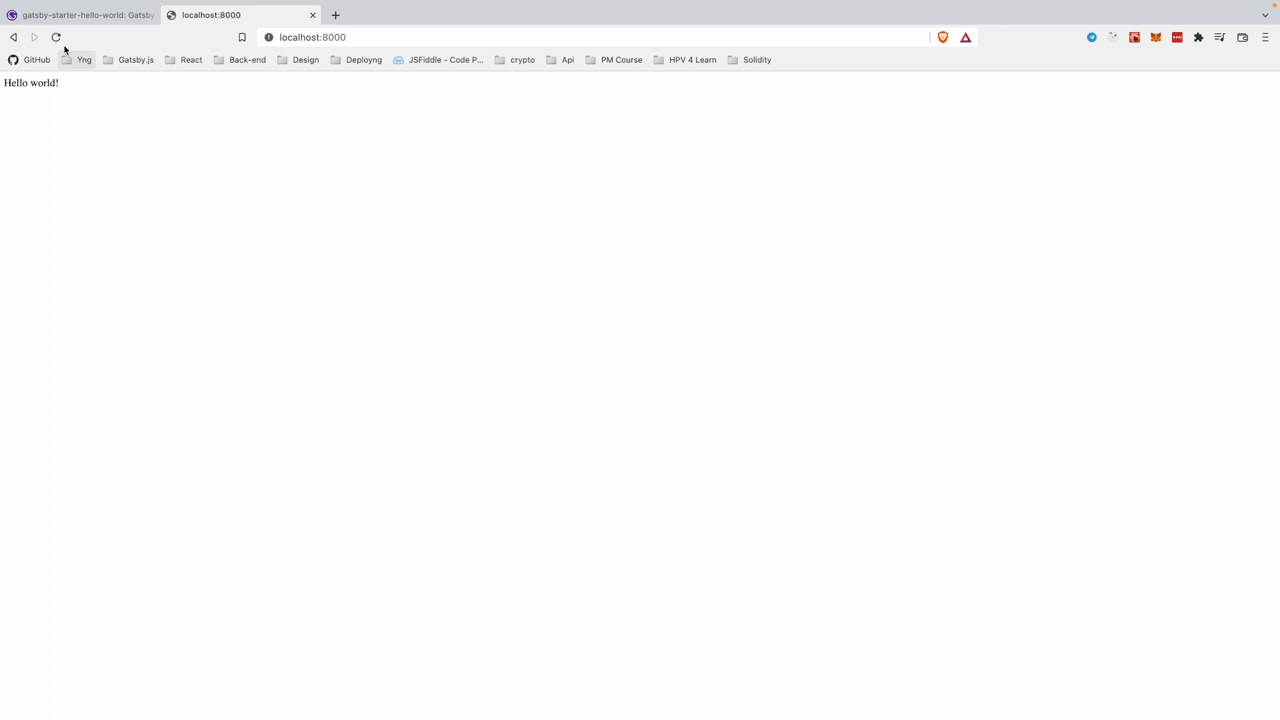 gatsby-starter-hello-world: Gatsby
localhost:8000
localhost:8000
GitHub Yng Gatsby.js React Back-end Design Deployng JSFiddle - Code P... crypto Api PM Course HPV 4 Learn Solidity
Hello world!